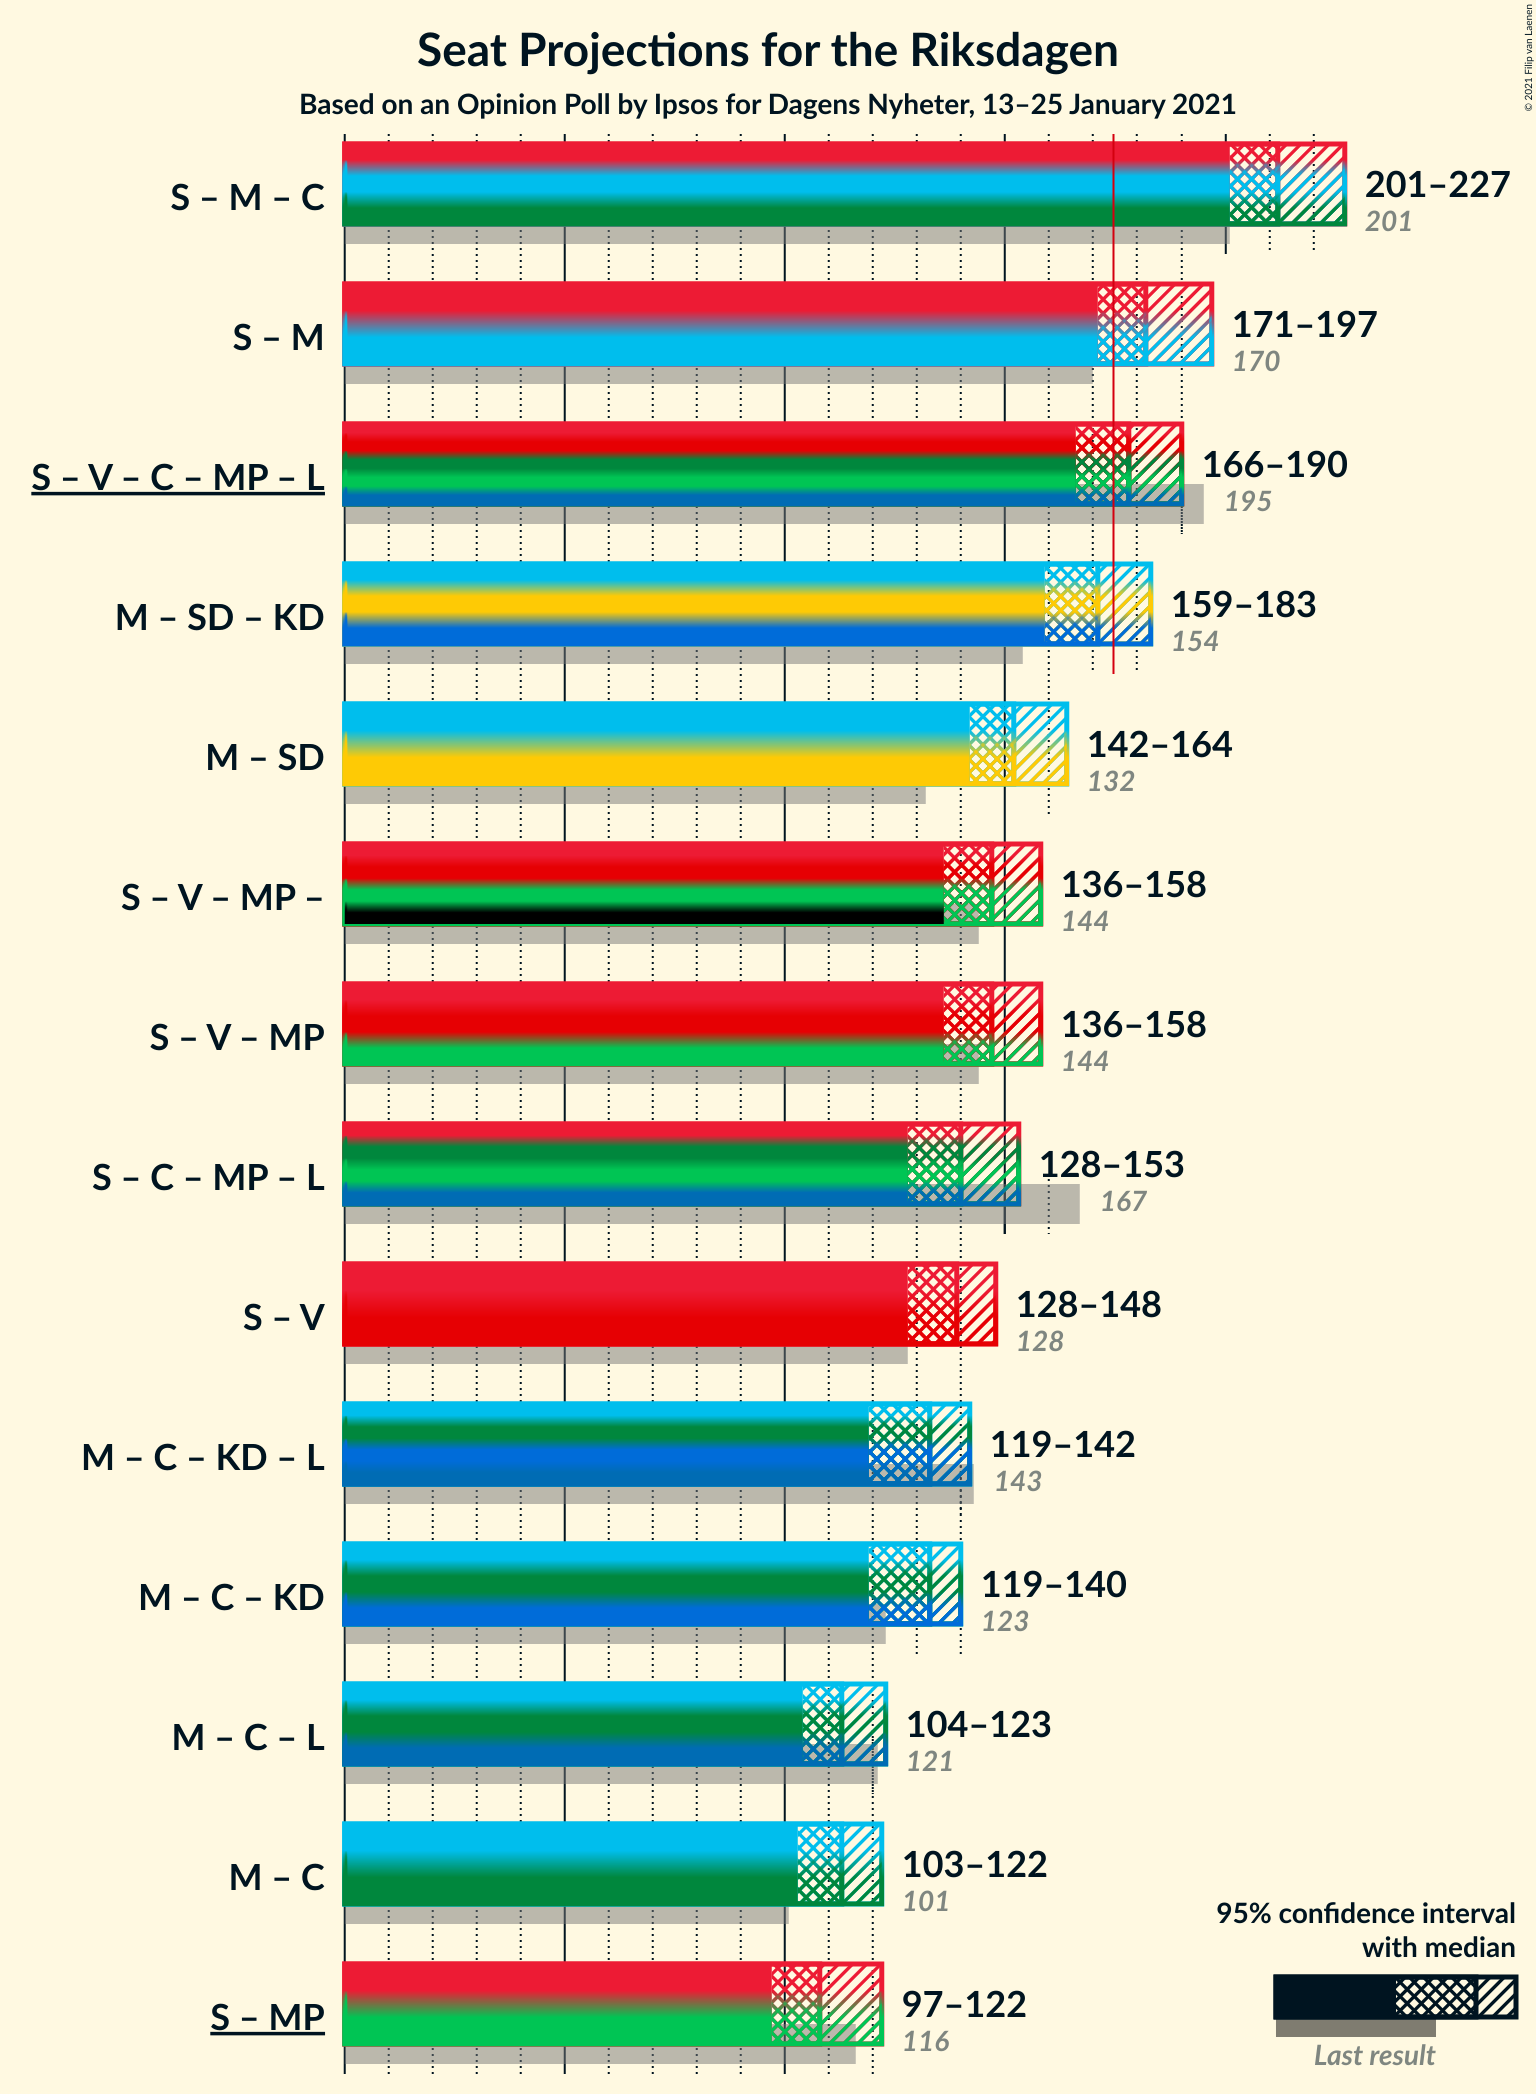 Seat Projections for the Riksdagen
Based on an Opinion Poll by Ipsos for Dagens Nyheter, 13–25 January 2021
© 2021 Filip van Laenen
S – M – C
201–227
201
S – M
171–197
170
S – V – C – MP – L
166–190
195
M – SD – KD
159–183
154
M – SD
142–164
132
S – V – MP –
136–158
144
S – V – MP
136–158
144
S – C – MP – L
128–153
167
S – V
128–148
128
M – C – KD – L
119–142
143
M – C – KD
119–140
123
M – C – L
104–123
121
M – C
103–122
101
S – MP
97–122
116
95% confidence interval
with median
Last result